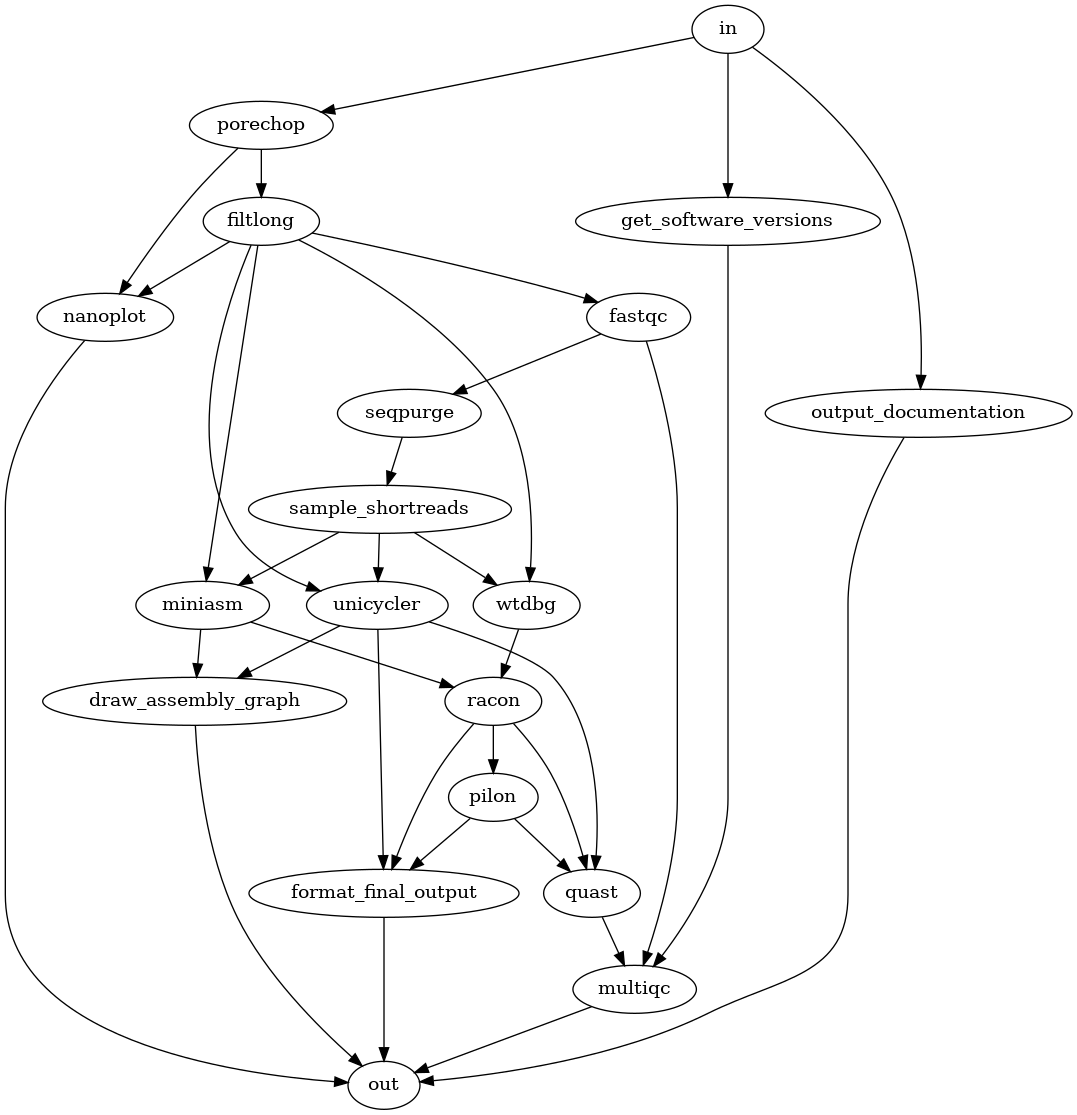 in
porechop
filtlong
get_software_versions
nanoplot
fastqc
seqpurge
output_documentation
sample_shortreads
miniasm
unicycler
wtdbg
draw_assembly_graph
racon
pilon
format_final_output
quast
multiqc
out